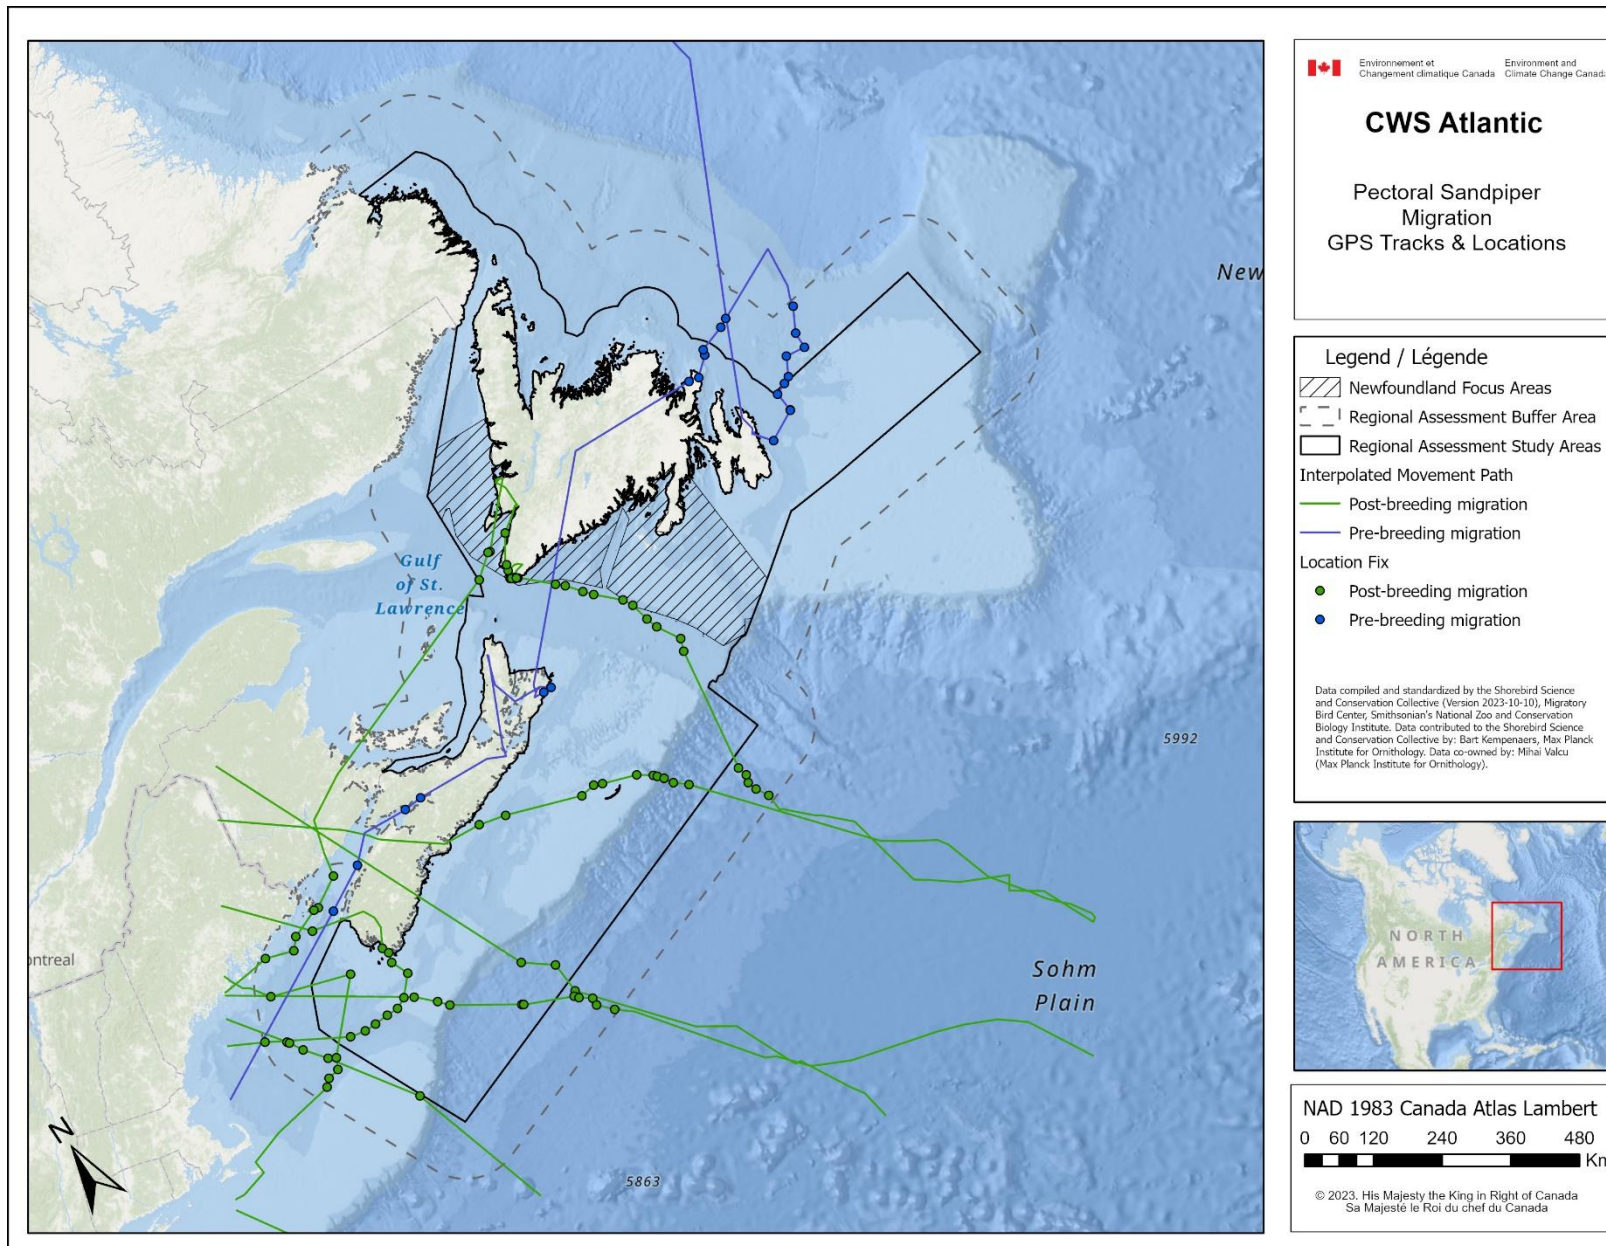 Environnement et
Changement climatique Canada
Environment and
Climate Change Canada
CWS Atlantic
Pectoral Sandpiper
Migration
GPS Tracks & Locations
Legend / Légende
Newfoundland Focus Areas
Regional Assessment Buffer Area
Regional Assessment Study Areas
Interpolated Movement Path
Post-breeding migration
Pre-breeding migration
Location Fix
Post-breeding migration
Pre-breeding migration
Data compiled and standardized by the Shorebird Science
and Conservation Collective (Version 2023-10-10), Migratory
Bird Center, Smithsonian's National Zoo and Conservation
Biology Institute. Data contributed to the Shorebird Science
and Conservation Collective by: Bart Kempenaers, Max Planck
Institute for Ornithology. Data co-owned by: Mihai Valcu
(Max Planck Institute for Ornithology).
New
Gulf
of St.
Lawrence
5992
ontreal
Sohm
Plain
5863
N
NORTH
AMERICA
NAD 1983 Canada Atlas Lambert
0 60 120 240 360 480
Km
© 2023. His Majesty the King in Right of Canada
Sa Majesté le Roi du chef du Canada